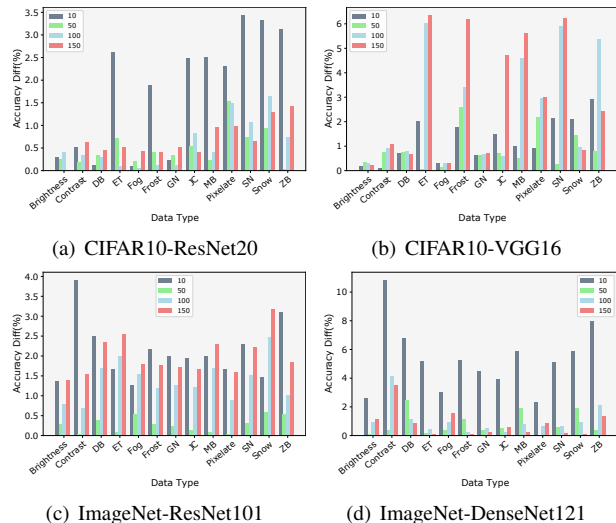 Accuracy Diff(%)
3.5
3.0
2.5
2.0
1.5
1.0
0.5
0.0
10
50
100
150
Brightness
Contrast
DB
ET
Fog
Frost
GN
JC
MB
Pixelate
SN
Snow
ZB
Data Type
(a) CIFAR10-ResNet20
Accuracy Diff(%)
6
5
4
3
2
1
0
10
50
100
150
Brightness
Contrast
DB
ET
Fog
Frost
GN
JC
MB
Pixelate
SN
Snow
ZB
Data Type
(b) CIFAR10-VGG16
Accuracy Diff(%)
4.0
3.5
3.0
2.5
2.0
1.5
1.0
0.5
0.0
10
50
100
150
Brightness
Contrast
DB
ET
Fog
Frost
GN
JC
MB
Pixelate
SN
Snow
ZB
Data Type
(c) ImageNet-ResNet101
Accuracy Diff(%)
10
8
6
4
2
0
10
50
100
150
Brightness
Contrast
DB
ET
Fog
Frost
GN
JC
MB
Pixelate
SN
Snow
ZB
Data Type
(d) ImageNet-DenseNet121